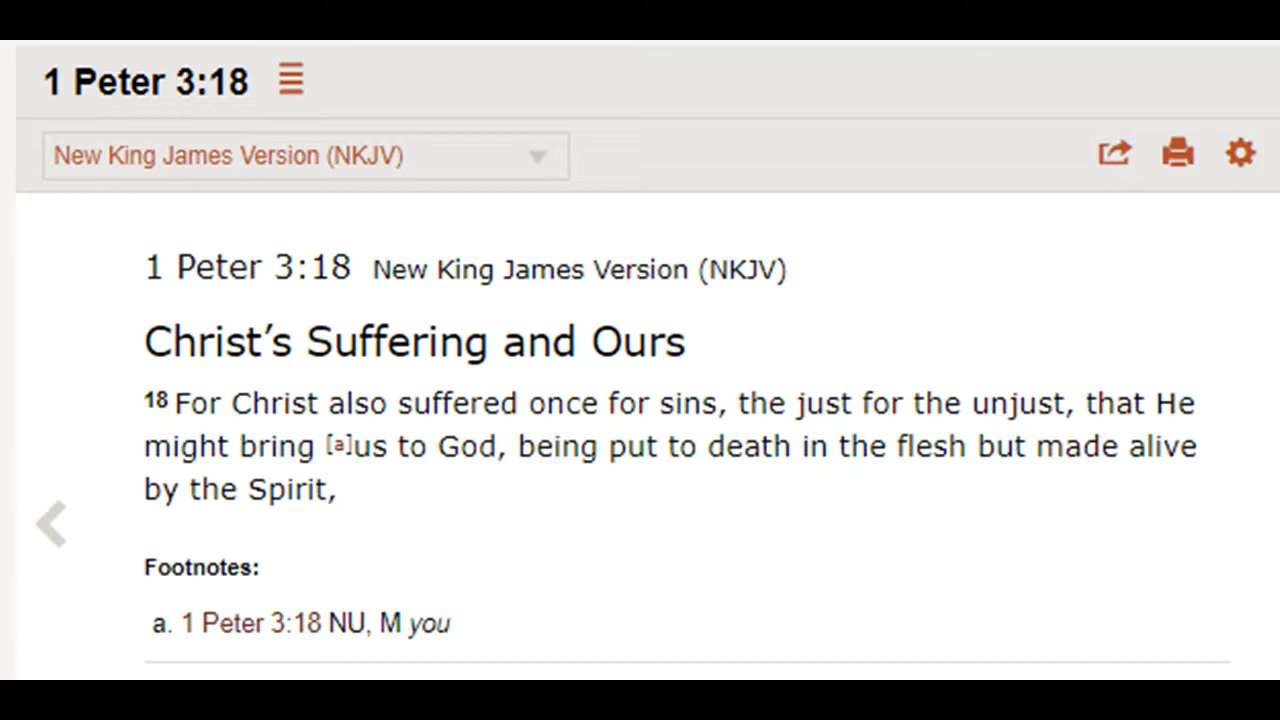 1 Peter 3:18
New King James Version (NKJV)
1 Peter 3:18 New King James Version (NKJV)
Christ’s Suffering and Ours
18 For Christ also suffered once for sins, the just for the unjust, that He
might bring [a]us to God, being put to death in the flesh but made alive
by the Spirit,
Footnotes:
a. 1 Peter 3:18 NU, M you